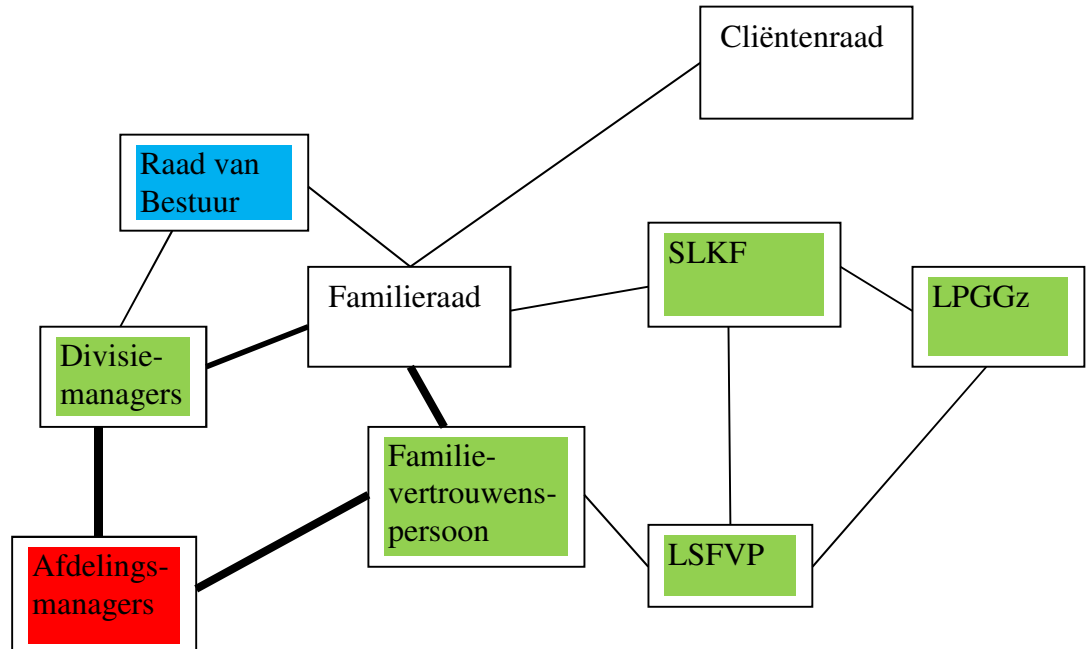 Cliëntenraad
Raad van
Bestuur
SLKF
LPGGz
Familieraad
Divisie-
managers
Familie-
vertrouwens-
persoon
LSFVP
Afdelings-
managers